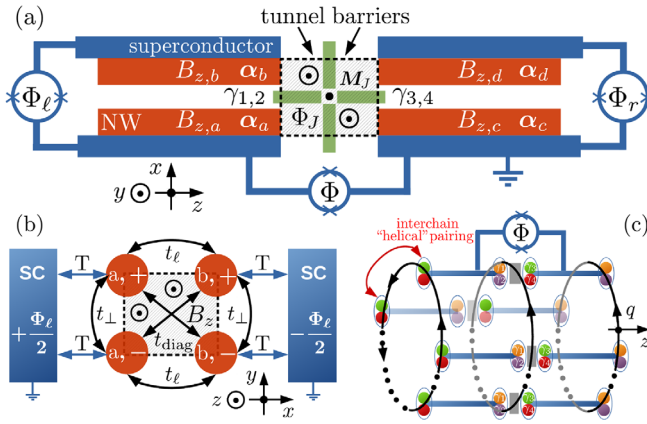 (a)
tunnel barriers
superconductor
B_{z,b} α_b
M_J
B_{z,d} α_d
Φ_ℓ
γ_{1,2}
γ_{3,4}
Φ_r
Φ_J
NW
B_{z,a} α_a
B_{z,c} α_c
x
y
z
Φ
(b)
t_ℓ
SC
T
a,+
b,+
T
SC
+Φ_ℓ/2
t_⊥
B_z
t_⊥
-Φ_ℓ/2
t_diag
T
a,-
b,-
T
t_ℓ
y
z
x
(c)
interchain
"helical" pairing
Φ
q
z